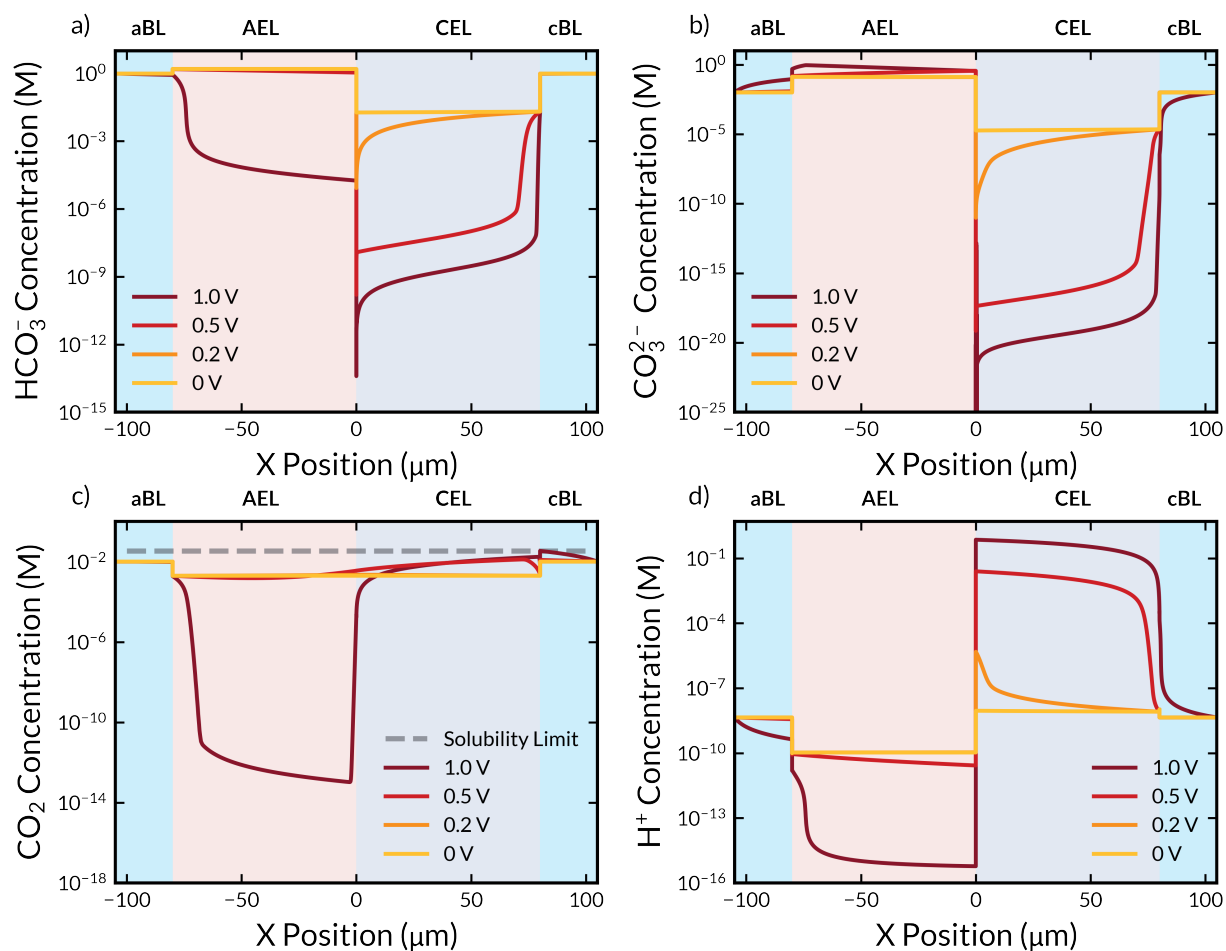 a) aBL AEL CEL cBL
HCO₃⁻ Concentration (M)
10⁰
10⁻³
10⁻⁶
10⁻⁹
10⁻¹²
10⁻¹⁵
1.0 V
0.5 V
0.2 V
0 V
−100 −50 0 50 100
X Position (μm)
b) aBL AEL CEL cBL
CO₃²⁻ Concentration (M)
10⁰
10⁻⁵
10⁻¹⁰
10⁻¹⁵
10⁻²⁰
10⁻²⁵
1.0 V
0.5 V
0.2 V
0 V
−100 −50 0 50 100
X Position (μm)
c) aBL AEL CEL cBL
CO₂ Concentration (M)
10⁻²
10⁻⁶
10⁻¹⁰
10⁻¹⁴
10⁻¹⁸
Solubility Limit
1.0 V
0.5 V
0.2 V
0 V
−100 −50 0 50 100
X Position (μm)
d) aBL AEL CEL cBL
H⁺ Concentration (M)
10⁻¹
10⁻⁴
10⁻⁷
10⁻¹⁰
10⁻¹³
10⁻¹⁶
1.0 V
0.5 V
0.2 V
0 V
−100 −50 0 50 100
X Position (μm)